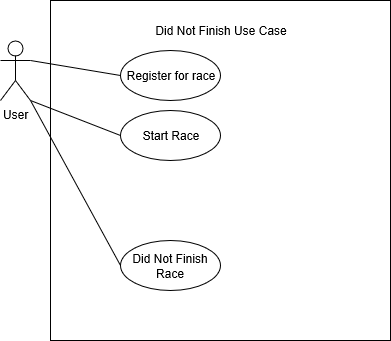 Did Not Finish Use Case
Register for race
User
Start Race
Did Not Finish
Race